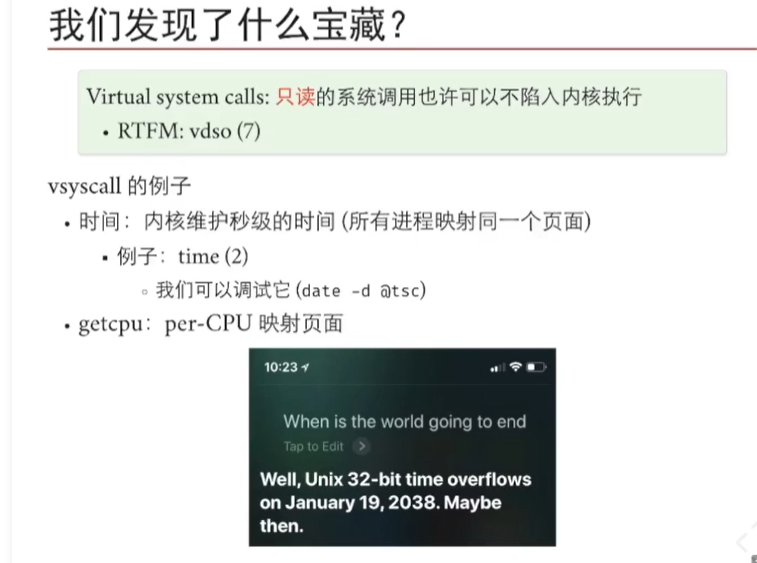 我们发现了什么宝藏？
Virtual system calls: 只读的系统调用也许可以不陷入内核执行
• RTFM: vdso (7)
vsyscall 的例子
• 时间：内核维护秒级的时间 (所有进程映射同一个页面)
▪ 例子：time (2)
◦ 我们可以调试它 (date -d @tsc)
• getcpu：per-CPU 映射页面
10:23
When is the world going to end
Tap to Edit >
Well, Unix 32-bit time overflows
on January 19, 2038. Maybe
then.